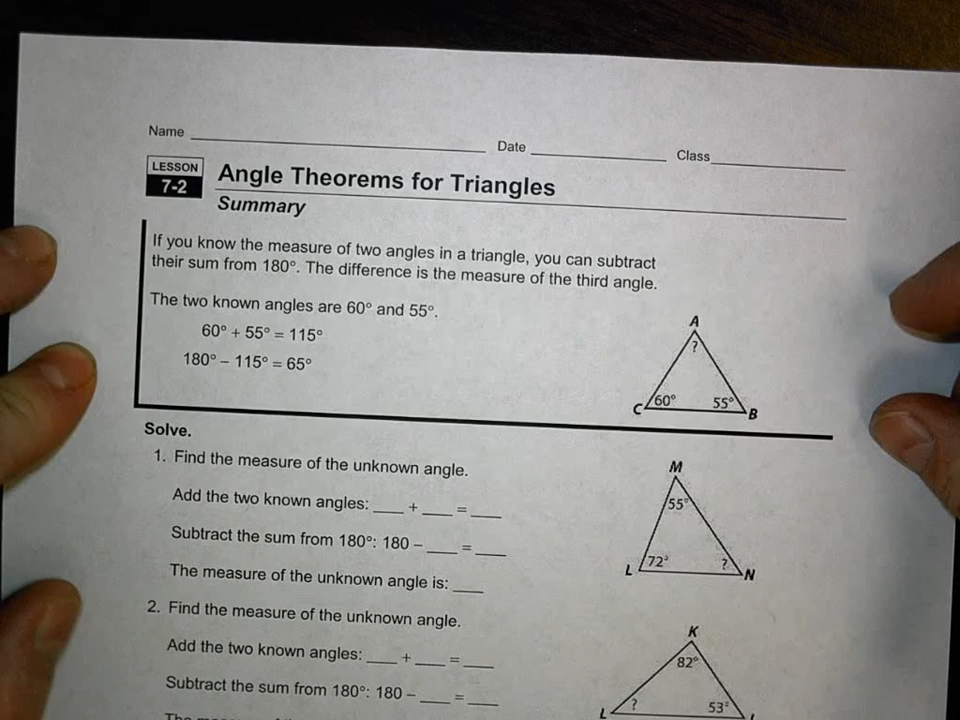 Name ____ Date ____ Class ____
LESSON 7-2
Angle Theorems for Triangles
Summary
If you know the measure of two angles in a triangle, you can subtract
their sum from 180°. The difference is the measure of the third angle.
The two known angles are 60° and 55°.
60° + 55° = 115°
180° – 115° = 65°
A
?
C 60° 55° B
Solve.
1. Find the measure of the unknown angle.
Add the two known angles: ___ + ___ = ___
Subtract the sum from 180°: 180 – ___ = ___
The measure of the unknown angle is: ___
M
55°
L 72° ? N
2. Find the measure of the unknown angle.
Add the two known angles: ___ + ___ = ___
Subtract the sum from 180°: 180 – ___ = ___
K
82°
L ? 53°